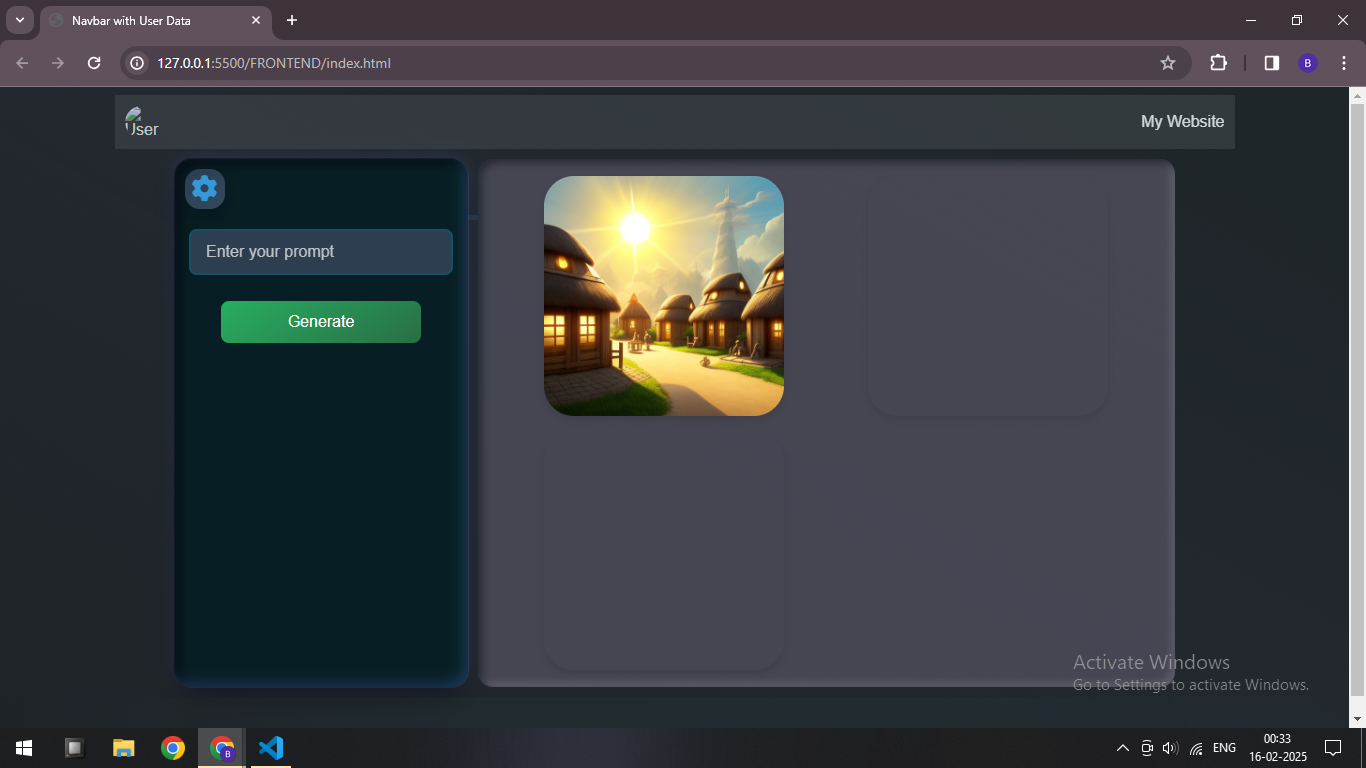 Navbar with User Data
127.0.0.1:5500/FRONTEND/index.html
B
User
My Website
Enter your prompt
Generate
Activate Windows
Go to Settings to activate Windows.
B
ENG
00:33
16-02-2025